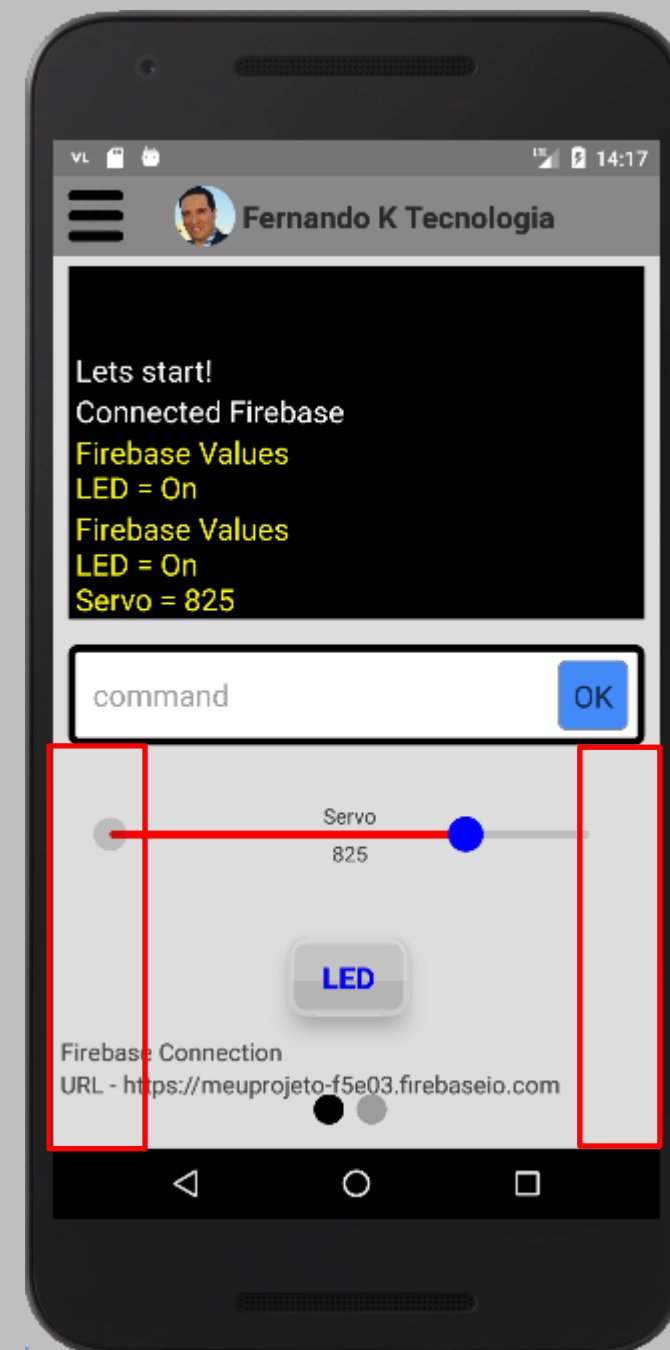 VL LTE 14:17
Fernando K Tecnologia
Lets start!
Connected Firebase
Firebase Values
LED = On
Firebase Values
LED = On
Servo = 825
command OK
Servo
825
LED
Firebase Connection
URL - https://meuprojeto-f5e03.firebaseio.com